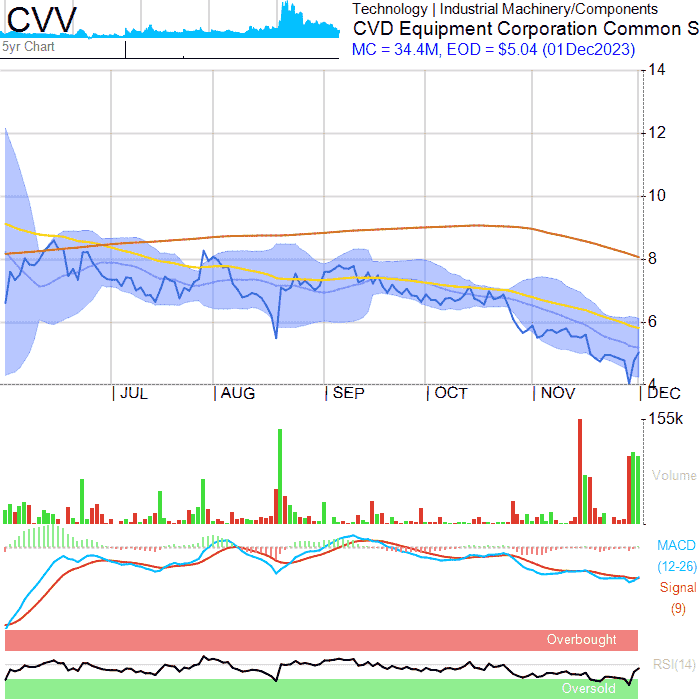 CVV
5yr Chart
Technology | Industrial Machinery/Components
CVD Equipment Corporation Common S
MC = 34.4M, EOD = $5.04 (01Dec2023)
14
12
10
8
6
4
JUL AUG SEP OCT NOV DEC
155k
Volume
MACD
(12-26)
Signal
(9)
Overbought
RSI(14)
Oversold